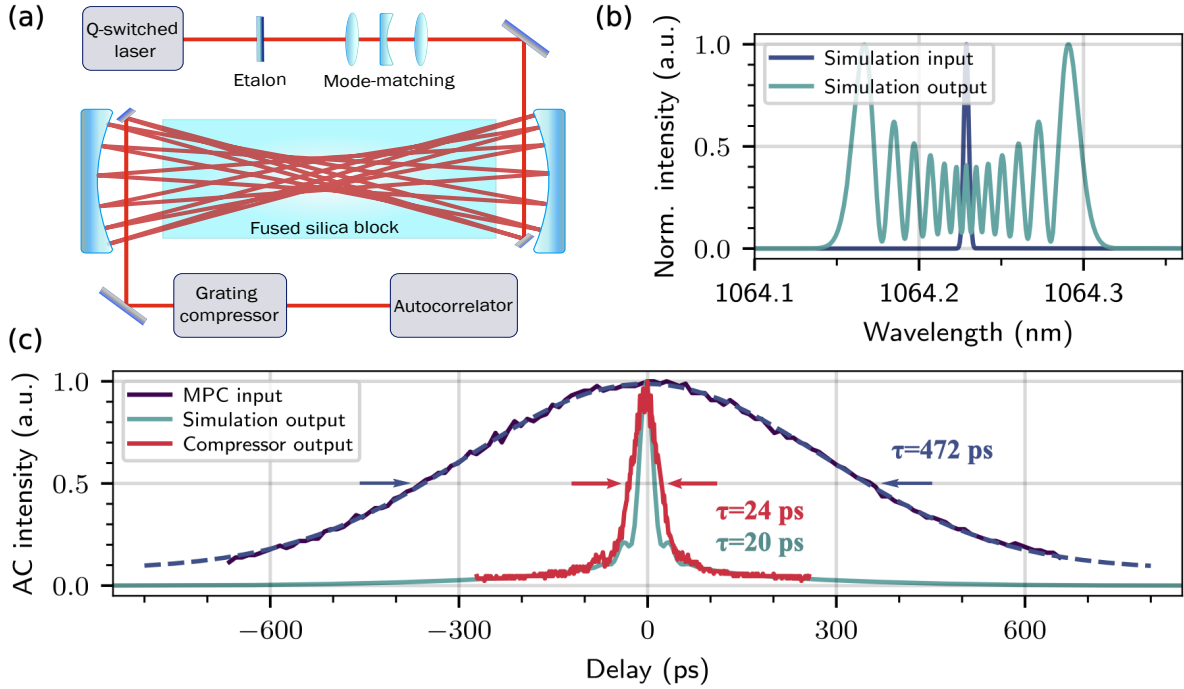 (a)
Q-switched
laser
Etalon
Mode-matching
Fused silica block
Grating
compressor
Autocorrelator
(b)
Norm. intensity (a.u.)
1.0
0.5
0.0
Simulation input
Simulation output
1064.1
1064.2
1064.3
Wavelength (nm)
(c)
AC intensity (a.u.)
1.0
0.5
0.0
MPC input
Simulation output
Compressor output
τ=472 ps
τ=24 ps
τ=20 ps
−600
−300
0
300
600
Delay (ps)